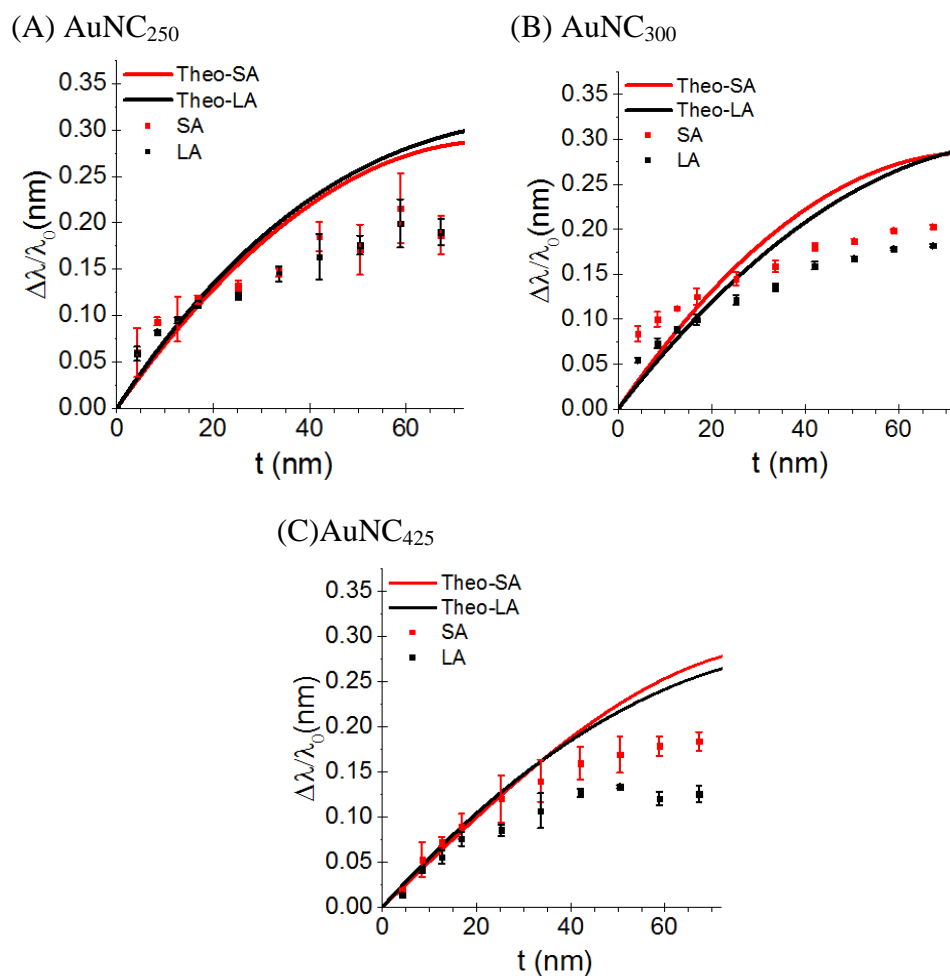 (A) AuNC250
Theo-SA
Theo-LA
SA
LA
0.35
0.30
0.25
0.20
0.15
0.10
0.05
0.00
Δλ/λ0(nm)
0 20 40 60
t (nm)
(B) AuNC300
Theo-SA
Theo-LA
SA
LA
0.35
0.30
0.25
0.20
0.15
0.10
0.05
0.00
Δλ/λ0(nm)
0 20 40 60
t (nm)
(C)AuNC425
Theo-SA
Theo-LA
SA
LA
0.35
0.30
0.25
0.20
0.15
0.10
0.05
0.00
Δλ/λ0(nm)
0 20 40 60
t (nm)